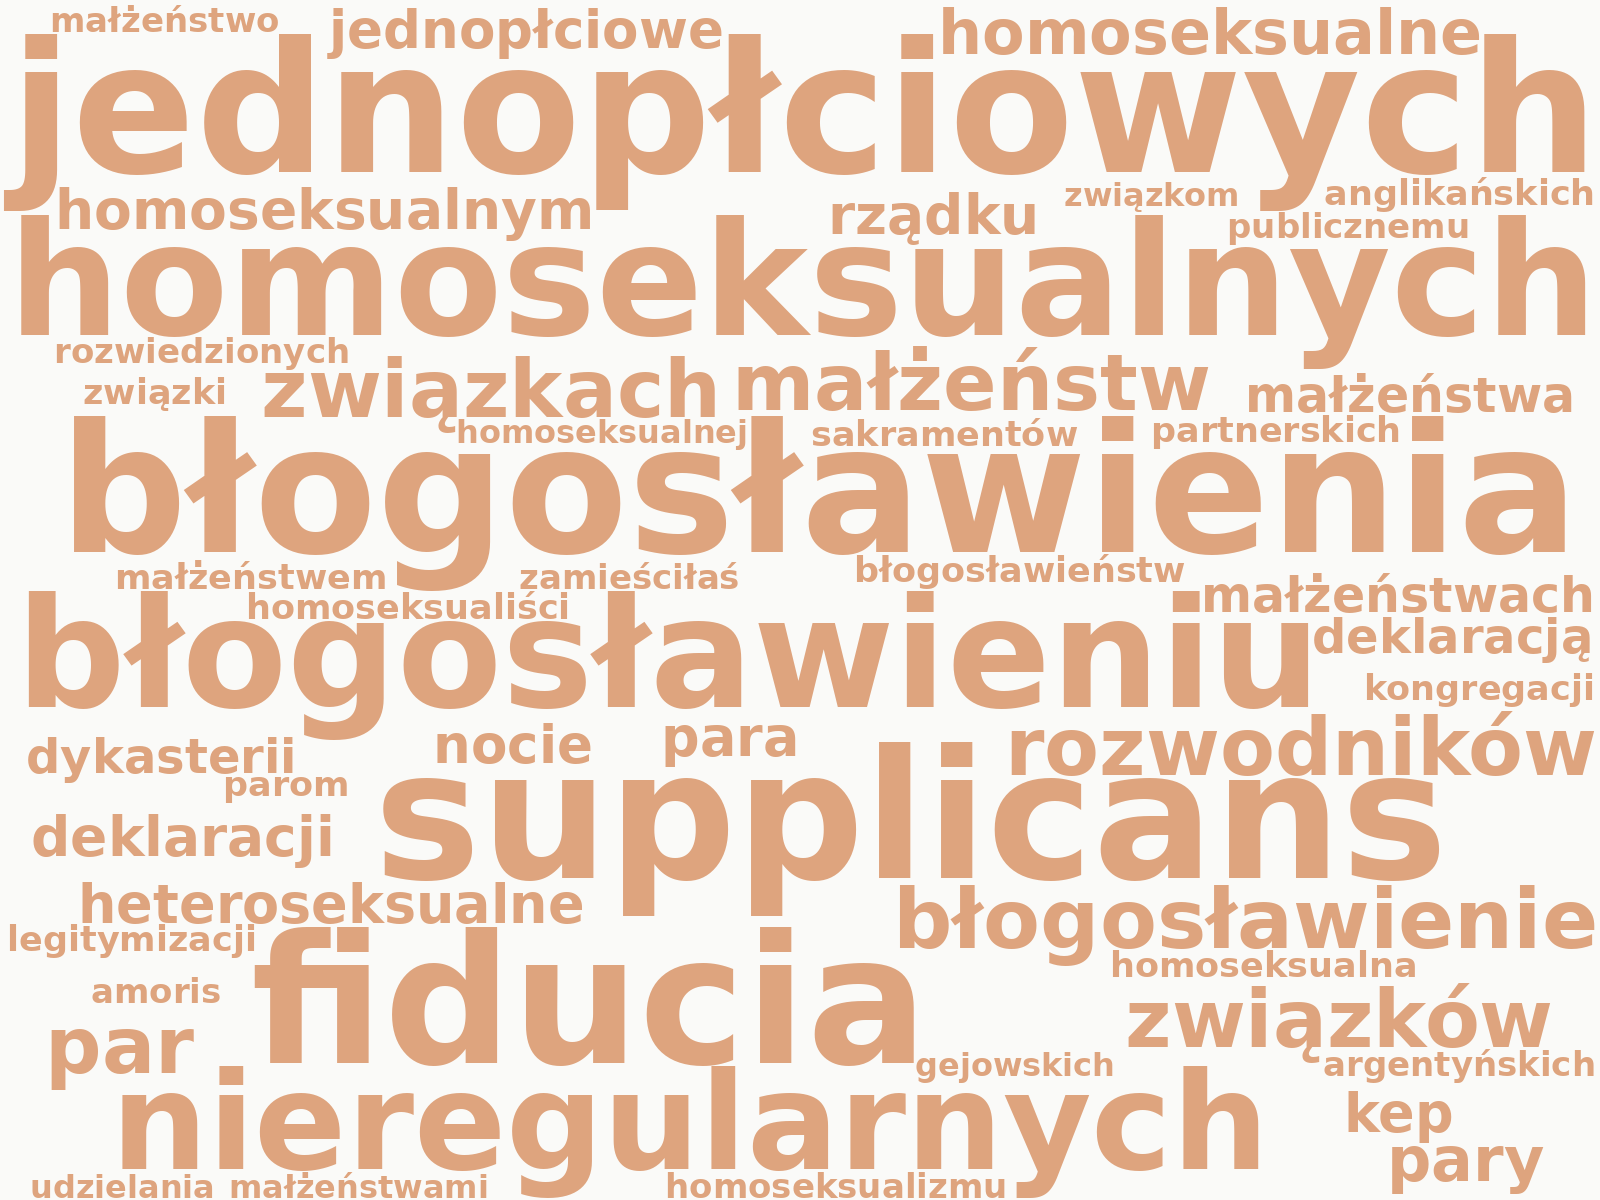 małżeństwo jednopłciowe homoseksualne
jednopłciowych
homoseksualnym rządku związkom anglikańskich
publicznemu
homoseksualnych
rozwiedzionych
związki związkach małżeństw małżeństwa
homoseksualnej sakramentów partnerskich
błogosławienia
małżeństwem zamieściłaś błogosławieństw
homoseksualiści małżeństwach
błogosławieniu deklaracją
kongregacji
dykasterii nocie para rozwodników
parom
supplicans
deklaracji
heteroseksualne błogosławienie
legitymizacji
homoseksualna
fiducia
amoris
par związków
gejowskich argentyńskich
nieregularnych kep
pary
udzielania małżeństwami homoseksualizmu